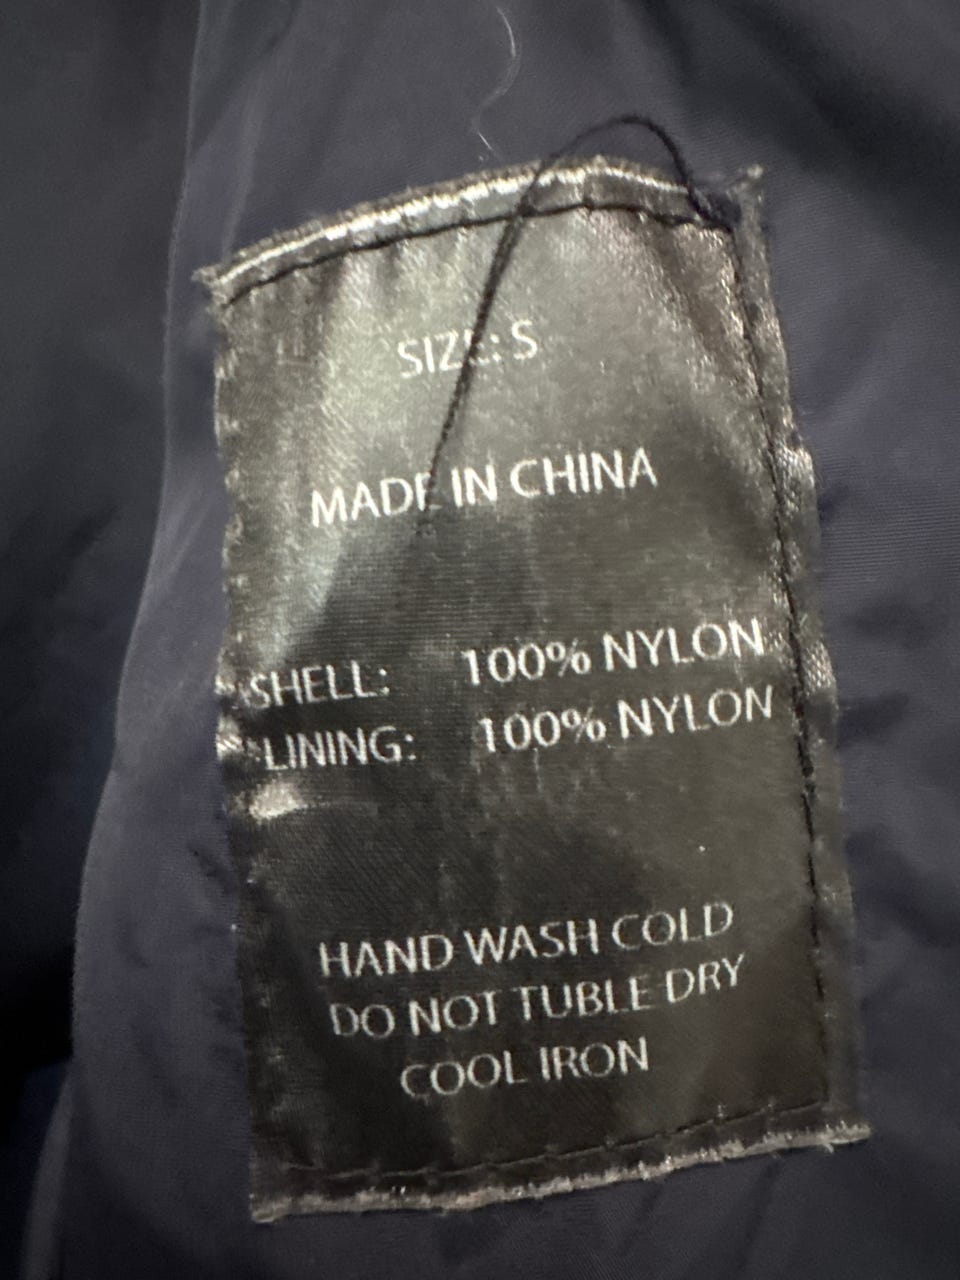 SIZE: S
MADE IN CHINA
SHELL: 100% NYLON
LINING: 100% NYLON
HAND WASH COLD
DO NOT TUBLE DRY
COOL IRON